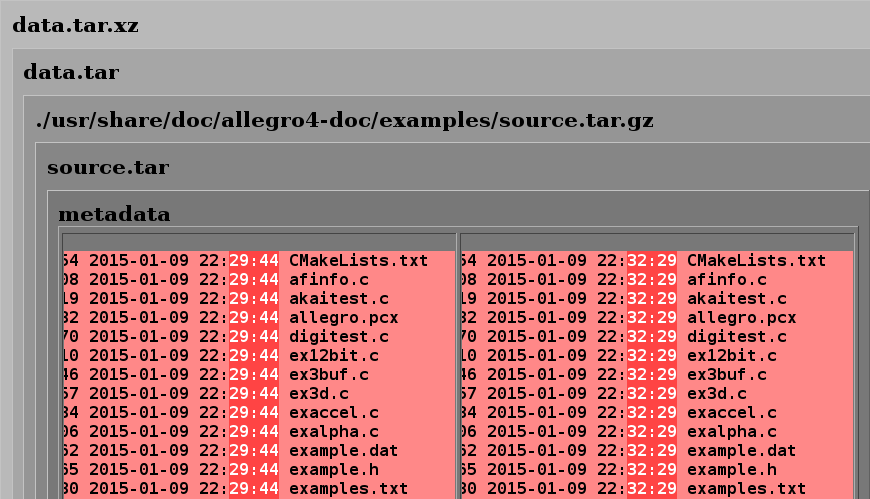 data.tar.xz
data.tar
./usr/share/doc/allegro4-doc/examples/source.tar.gz
source.tar
metadata
54 2015-01-09 22:29:44 CMakeLists.txt 54 2015-01-09 22:32:29 CMakeLists.txt
08 2015-01-09 22:29:44 afinfo.c 08 2015-01-09 22:32:29 afinfo.c
19 2015-01-09 22:29:44 akaitest.c 19 2015-01-09 22:32:29 akaitest.c
32 2015-01-09 22:29:44 allegro.pcx 32 2015-01-09 22:32:29 allegro.pcx
70 2015-01-09 22:29:44 digitest.c 70 2015-01-09 22:32:29 digitest.c
10 2015-01-09 22:29:44 ex12bit.c 10 2015-01-09 22:32:29 ex12bit.c
46 2015-01-09 22:29:44 ex3buf.c 46 2015-01-09 22:32:29 ex3buf.c
57 2015-01-09 22:29:44 ex3d.c 57 2015-01-09 22:32:29 ex3d.c
34 2015-01-09 22:29:44 exaccel.c 34 2015-01-09 22:32:29 exaccel.c
06 2015-01-09 22:29:44 exalpha.c 06 2015-01-09 22:32:29 exalpha.c
62 2015-01-09 22:29:44 example.dat 62 2015-01-09 22:32:29 example.dat
65 2015-01-09 22:29:44 example.h 65 2015-01-09 22:32:29 example.h
30 2015-01-09 22:29:44 examples.txt 30 2015-01-09 22:32:29 examples.txt